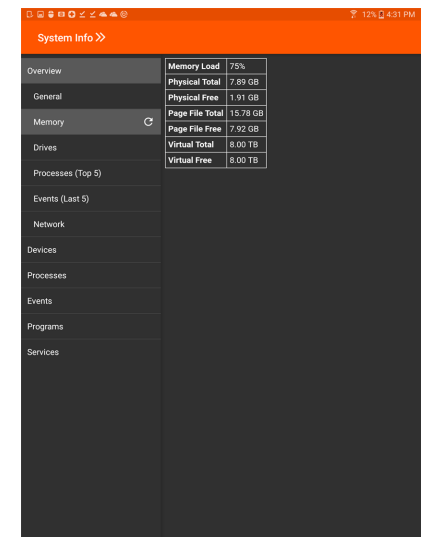 12% 4:31 PM
System Info
Overview
General
Memory
Drives
Processes (Top 5)
Events (Last 5)
Network
Devices
Processes
Events
Programs
Services
Memory Load 75%
Physical Total 7.89 GB
Physical Free 1.91 GB
Page File Total 15.78 GB
Page File Free 7.92 GB
Virtual Total 8.00 TB
Virtual Free 8.00 TB